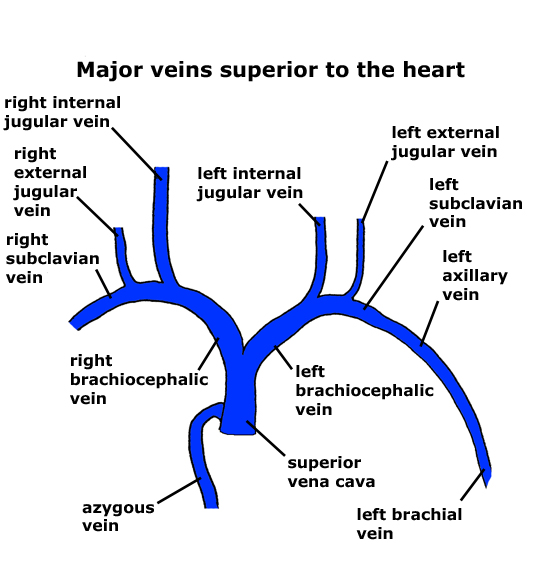 Major veins superior to the heart
right internal
jugular vein
left external
jugular vein
right
external
jugular
vein
left internal
jugular vein
left
subclavian
vein
right
subclavian
vein
left
axillary
vein
right
brachiocephalic
vein
left
brachiocephalic
vein
superior
vena cava
azygous
vein
left brachial
vein